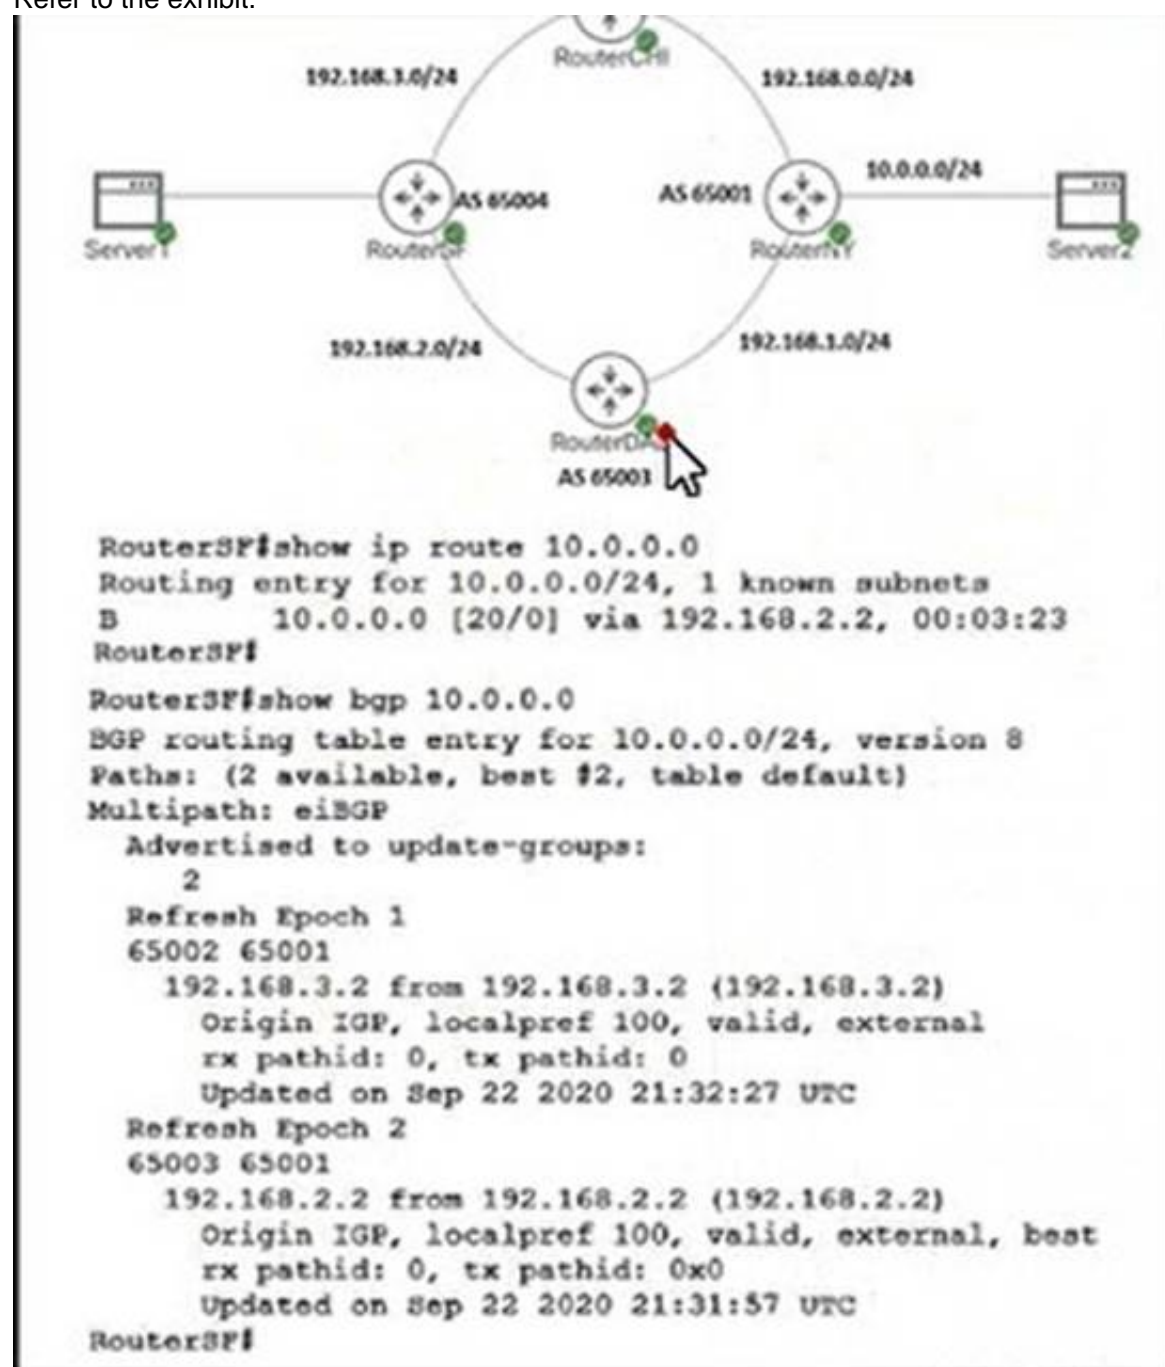 Refer to the exhibit.
RouterCHI
192.168.3.0/24
192.168.0.0/24
10.0.0.0/24
AS 65004
AS 65001
Server1
RouterSF
RouterNY
Server2
192.168.2.0/24
192.168.1.0/24
AS 65003
RouterSF#show ip route 10.0.0.0
Routing entry for 10.0.0.0/24, 1 known subnets
B 10.0.0.0 [20/0] via 192.168.2.2, 00:03:23
RouterSF#
RouterSF#show bgp 10.0.0.0
BGP routing table entry for 10.0.0.0/24, version 8
Paths: (2 available, best #2, table default)
Multipath: eiBGP
Advertised to update-groups:
2
Refresh Epoch 1
65002 65001
192.168.3.2 from 192.168.3.2 (192.168.3.2)
Origin IGP, localpref 100, valid, external
rx pathid: 0, tx pathid: 0
Updated on Sep 22 2020 21:32:27 UTC
Refresh Epoch 2
65003 65001
192.168.2.2 from 192.168.2.2 (192.168.2.2)
Origin IGP, localpref 100, valid, external, best
rx pathid: 0, tx pathid: 0x0
Updated on Sep 22 2020 21:31:57 UTC
RouterSF#